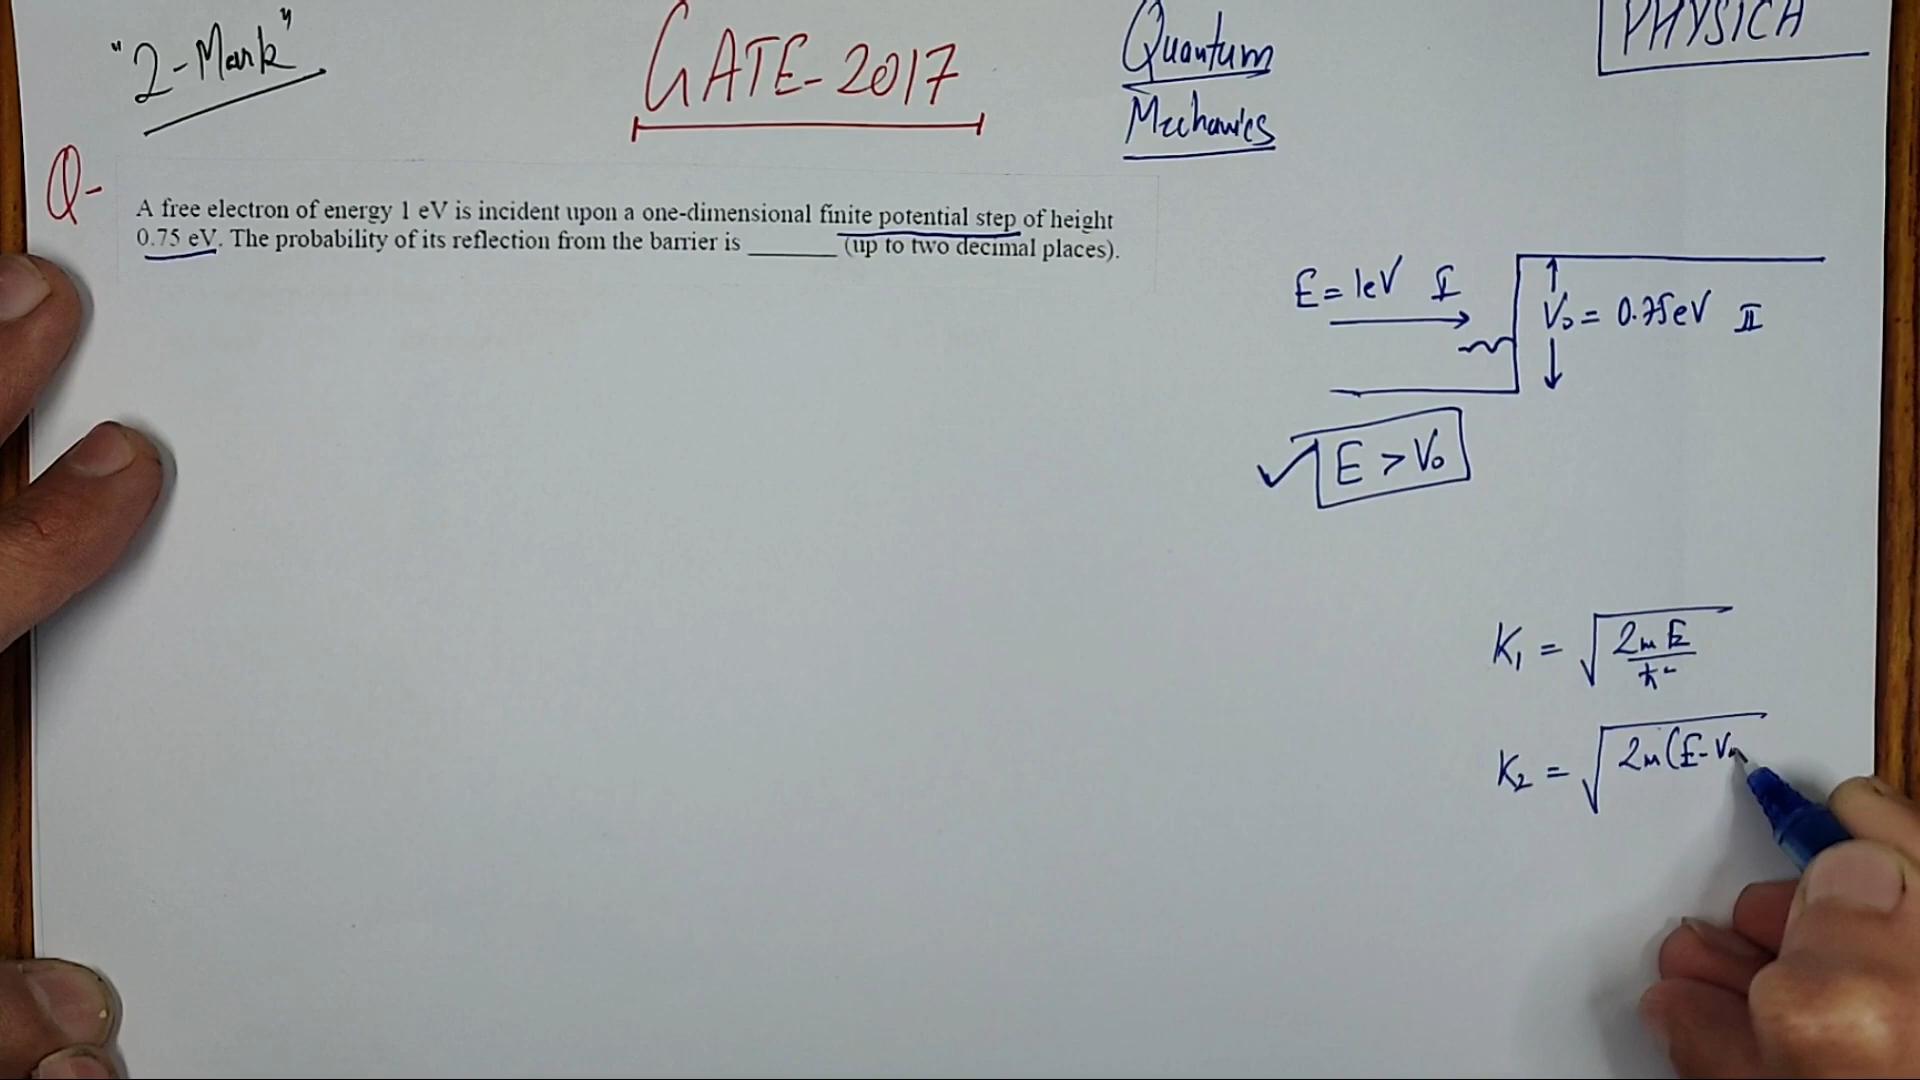 "2-Mark"
GATE-2017
Quantum
Mechanics
PHYSICA
Q-
A free electron of energy 1 eV is incident upon a one-dimensional finite potential step of height
0.75 eV. The probability of its reflection from the barrier is ______ (up to two decimal places).
E = 1eV I
V₀ = 0.75eV II
E > V₀
K₁ = √(2mE/ħ²)
K₂ = √2m(E-V